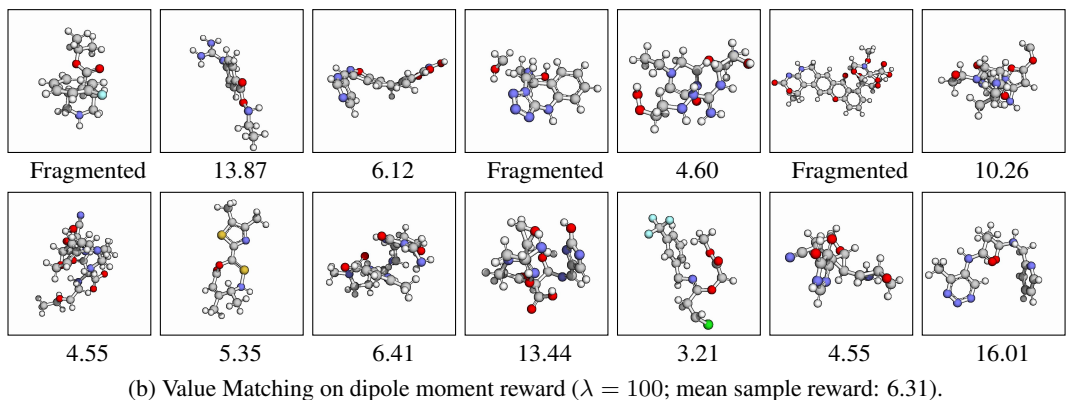 Fragmented 13.87 6.12 Fragmented 4.60 Fragmented 10.26
4.55 5.35 6.41 13.44 3.21 4.55 16.01
(b) Value Matching on dipole moment reward (λ = 100; mean sample reward: 6.31).